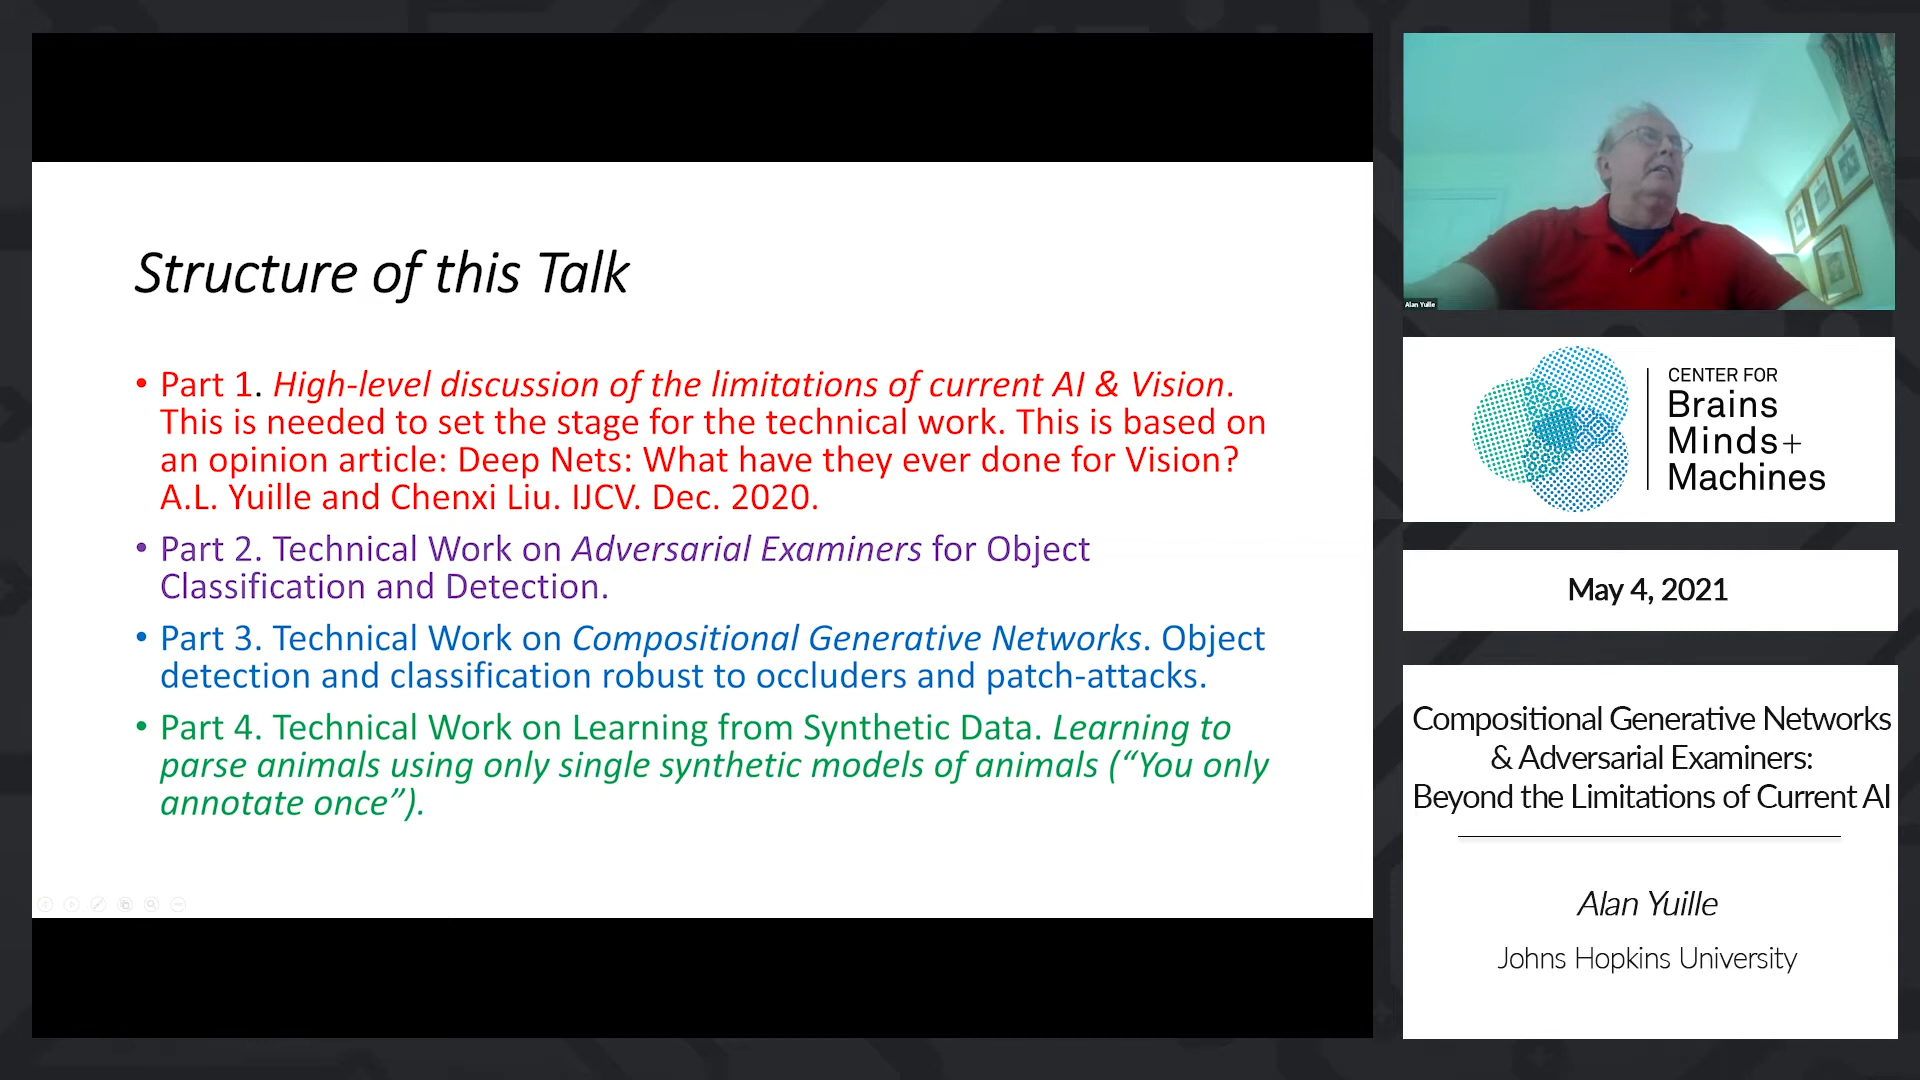 Structure of this Talk
• Part 1. High-level discussion of the limitations of current AI & Vision.
This is needed to set the stage for the technical work. This is based on
an opinion article: Deep Nets: What have they ever done for Vision?
A.L. Yuille and Chenxi Liu. IJCV. Dec. 2020.
• Part 2. Technical Work on Adversarial Examiners for Object
Classification and Detection.
• Part 3. Technical Work on Compositional Generative Networks. Object
detection and classification robust to occluders and patch-attacks.
• Part 4. Technical Work on Learning from Synthetic Data. Learning to
parse animals using only single synthetic models of animals (“You only
annotate once”).
Alan Yuille
CENTER FOR
Brains
Minds+
Machines
May 4, 2021
Compositional Generative Networks
& Adversarial Examiners:
Beyond the Limitations of Current AI
Alan Yuille
Johns Hopkins University